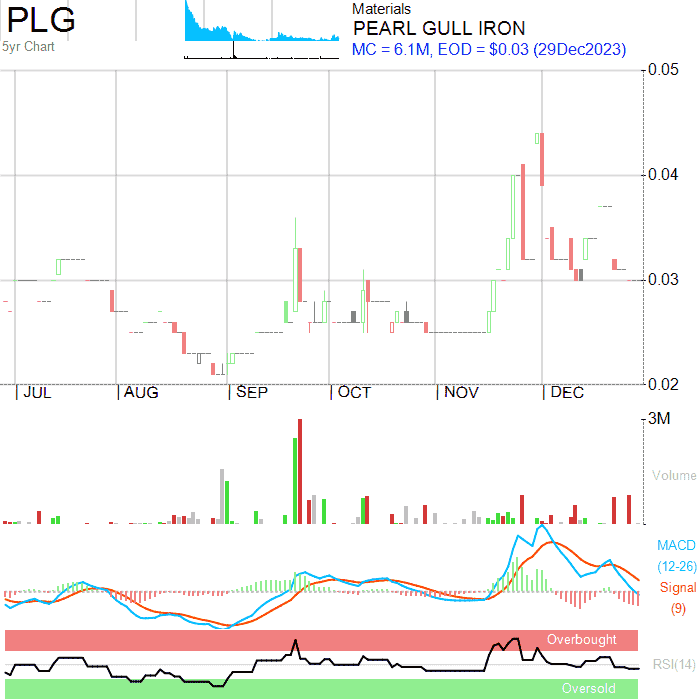 PLG
5yr Chart
Materials
PEARL GULL IRON
MC = 6.1M, EOD = $0.03 (29Dec2023)
0.05
0.04
0.03
0.02
JUL AUG SEP OCT NOV DEC
3M
Volume
MACD
(12-26)
Signal
(9)
Overbought
RSI(14)
Oversold